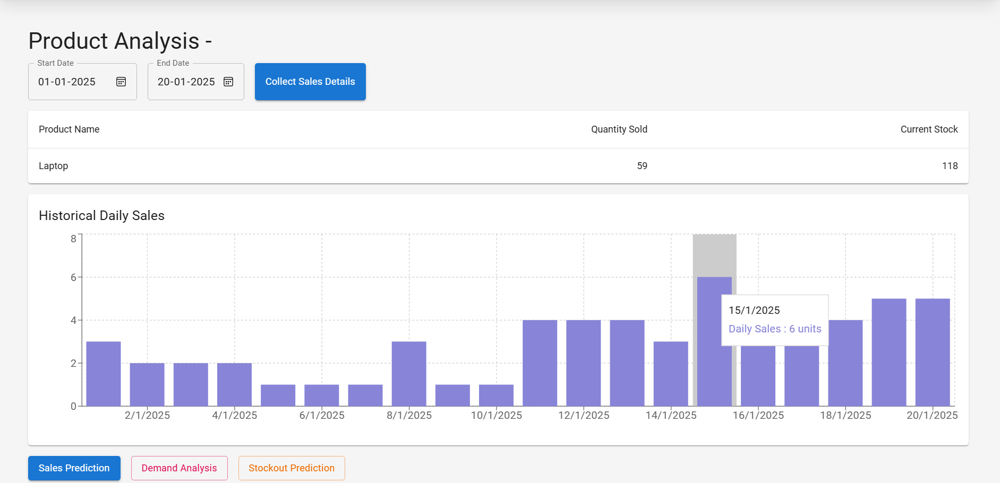 Product Analysis -
Start Date
01-01-2025
End Date
20-01-2025
Collect Sales Details
Product Name Quantity Sold Current Stock
Laptop 59 118
Historical Daily Sales
8
6
4
2
0
15/1/2025
Daily Sales : 6 units
2/1/2025 4/1/2025 6/1/2025 8/1/2025 10/1/2025 12/1/2025 14/1/2025 16/1/2025 18/1/2025 20/1/2025
Sales Prediction Demand Analysis Stockout Prediction